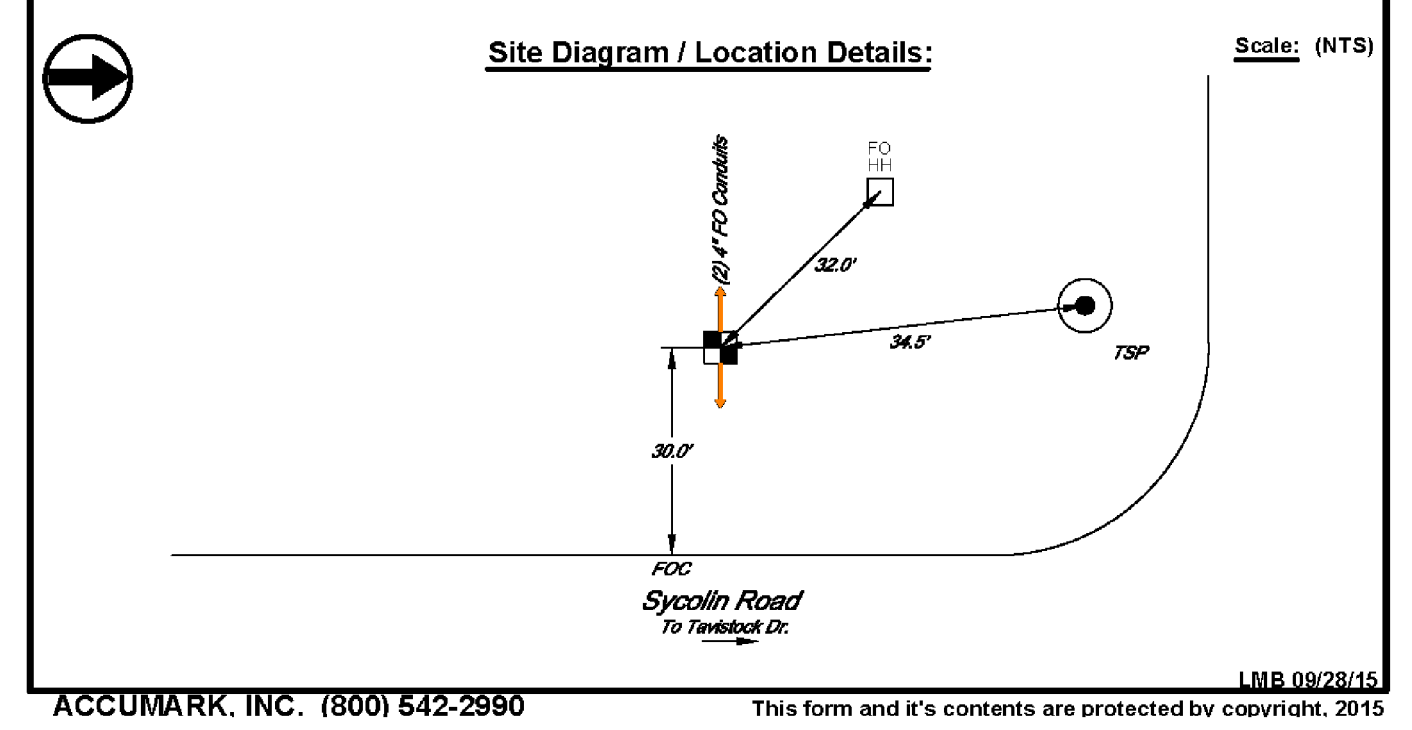 Site Diagram / Location Details:
Scale: (NTS)
(2) 4" FO Conduits
FO
HH
32.0'
34.5'
TSP
30.0'
FOC
Sycolin Road
To Tavistock Dr.
LMB 09/28/15
ACCUMARK, INC. (800) 542-2990
This form and it's contents are protected by copyright, 2015